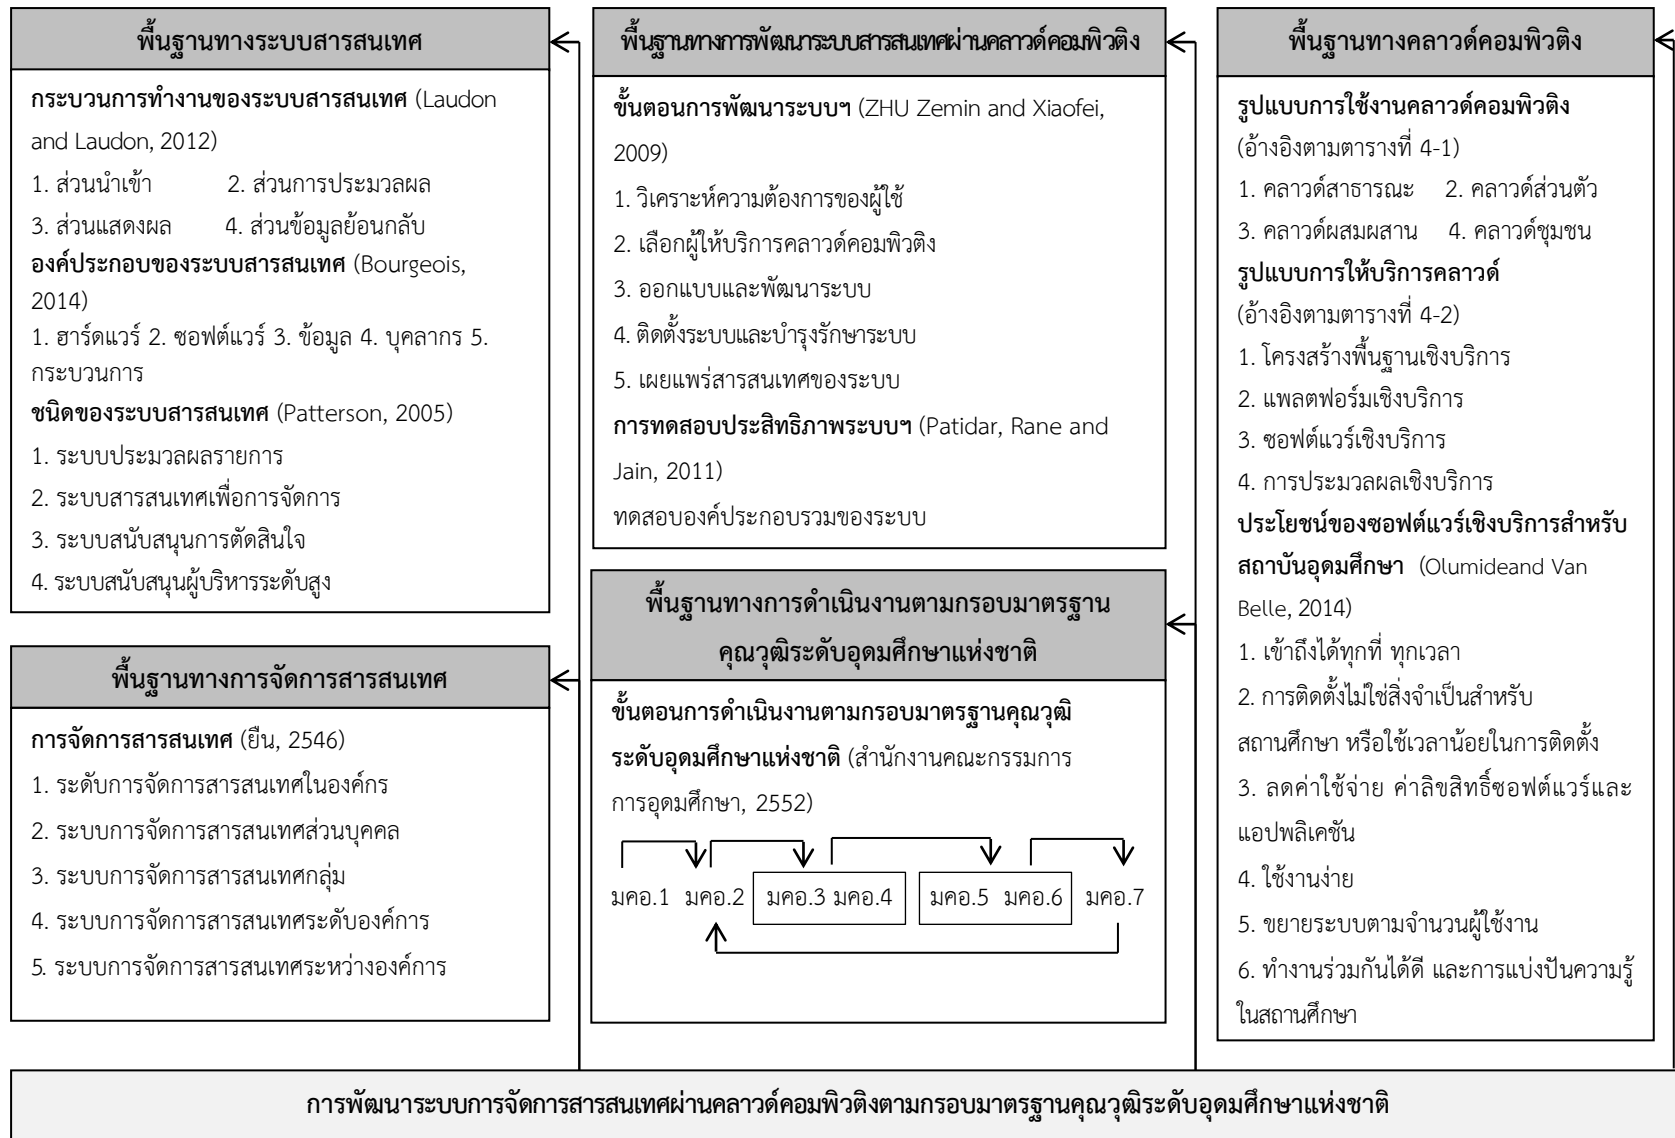 พื้นฐานทางระบบสารสนเทศ
กระบวนการทำงานของระบบสารสนเทศ (Laudon
and Laudon, 2012)
1. ส่วนนำเข้า 2. ส่วนการประมวลผล
3. ส่วนแสดงผล 4. ส่วนข้อมูลย้อนกลับ
องค์ประกอบของระบบสารสนเทศ (Bourgeois,
2014)
1. ฮาร์ดแวร์ 2. ซอฟต์แวร์ 3. ข้อมูล 4. บุคลากร 5.
กระบวนการ
ชนิดของระบบสารสนเทศ (Patterson, 2005)
1. ระบบประมวลผลรายการ
2. ระบบสารสนเทศเพื่อการจัดการ
3. ระบบสนับสนุนการตัดสินใจ
4. ระบบสนับสนุนผู้บริหารระดับสูง
พื้นฐานทางการจัดการสารสนเทศ
การจัดการสารสนเทศ (ยืน, 2546)
1. ระดับการจัดการสารสนเทศในองค์กร
2. ระบบการจัดการสารสนเทศส่วนบุคคล
3. ระบบการจัดการสารสนเทศกลุ่ม
4. ระบบการจัดการสารสนเทศระดับองค์การ
5. ระบบการจัดการสารสนเทศระหว่างองค์การ
พื้นฐานทางการพัฒนาระบบสารสนเทศผ่านคลาวด์คอมพิวติง
ขั้นตอนการพัฒนาระบบฯ (ZHU Zemin and Xiaofei,
2009)
1. วิเคราะห์ความต้องการของผู้ใช้
2. เลือกผู้ให้บริการคลาวด์คอมพิวติง
3. ออกแบบและพัฒนาระบบ
4. ติดตั้งระบบและบำรุงรักษาระบบ
5. เผยแพร่สารสนเทศของระบบ
การทดสอบประสิทธิภาพระบบฯ (Patidar, Rane and
Jain, 2011)
ทดสอบองค์ประกอบรวมของระบบ
พื้นฐานทางการดำเนินงานตามกรอบมาตรฐาน
คุณวุฒิระดับอุดมศึกษาแห่งชาติ
ขั้นตอนการดำเนินงานตามกรอบมาตรฐานคุณวุฒิ
ระดับอุดมศึกษาแห่งชาติ (สำนักงานคณะกรรมการ
การอุดมศึกษา, 2552)
มคอ.1 มคอ.2 มคอ.3 มคอ.4 มคอ.5 มคอ.6 มคอ.7
พื้นฐานทางคลาวด์คอมพิวติง
รูปแบบการใช้งานคลาวด์คอมพิวติง
(อ้างอิงตามตารางที่ 4-1)
1. คลาวด์สาธารณะ 2. คลาวด์ส่วนตัว
3. คลาวด์ผสมผสาน 4. คลาวด์ชุมชน
รูปแบบการให้บริการคลาวด์
(อ้างอิงตามตารางที่ 4-2)
1. โครงสร้างพื้นฐานเชิงบริการ
2. แพลตฟอร์มเชิงบริการ
3. ซอฟต์แวร์เชิงบริการ
4. การประมวลผลเชิงบริการ
ประโยชน์ของซอฟต์แวร์เชิงบริการสำหรับ
สถาบันอุดมศึกษา (Olumideand Van
Belle, 2014)
1. เข้าถึงได้ทุกที่ ทุกเวลา
2. การติดตั้งไม่ใช่สิ่งจำเป็นสำหรับ
สถานศึกษา หรือใช้เวลาน้อยในการติดตั้ง
3. ลดค่าใช้จ่าย ค่าลิขสิทธิ์ซอฟต์แวร์และ
แอปพลิเคชัน
4. ใช้งานง่าย
5. ขยายระบบตามจำนวนผู้ใช้งาน
6. ทำงานร่วมกันได้ดี และการแบ่งปันความรู้
ในสถานศึกษา
การพัฒนาระบบการจัดการสารสนเทศผ่านคลาวด์คอมพิวติงตามกรอบมาตรฐานคุณวุฒิระดับอุดมศึกษาแห่งชาติ